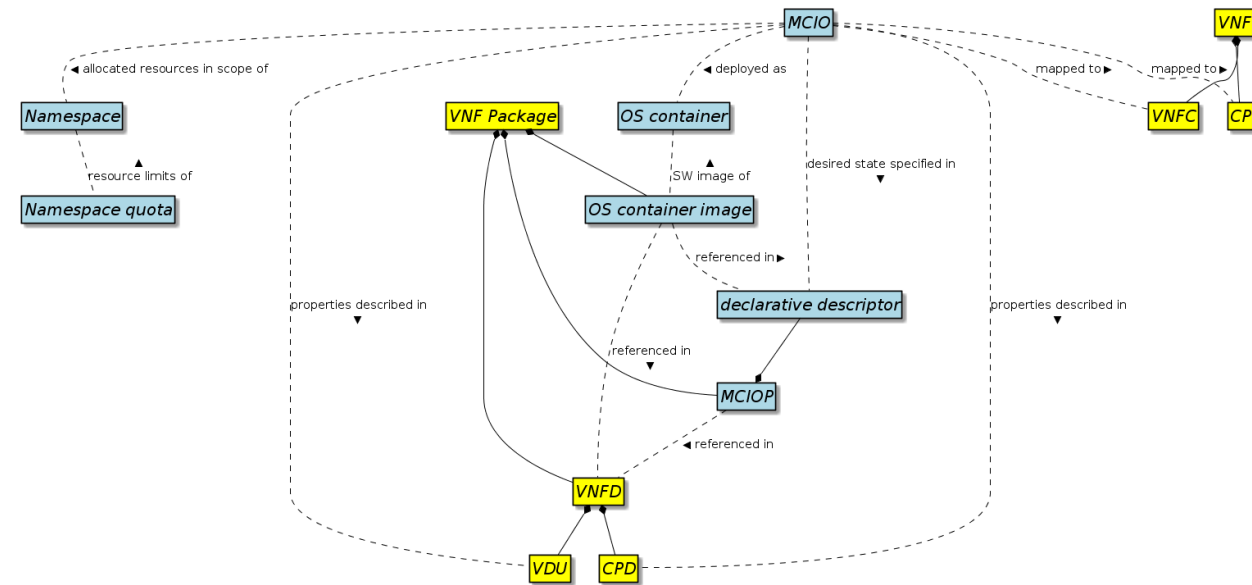 MCIO
VNF
◄ allocated resources in scope of
◄ deployed as
mapped to ►
mapped to ►
Namespace
VNF Package
OS container
VNFC
CP
▲
resource limits of
▲
SW image of
desired state specified in
▼
Namespace quota
OS container image
referenced in ►
declarative descriptor
properties described in
▼
properties described in
▼
referenced in
▼
MCIOP
◄ referenced in
VNFD
VDU
CPD